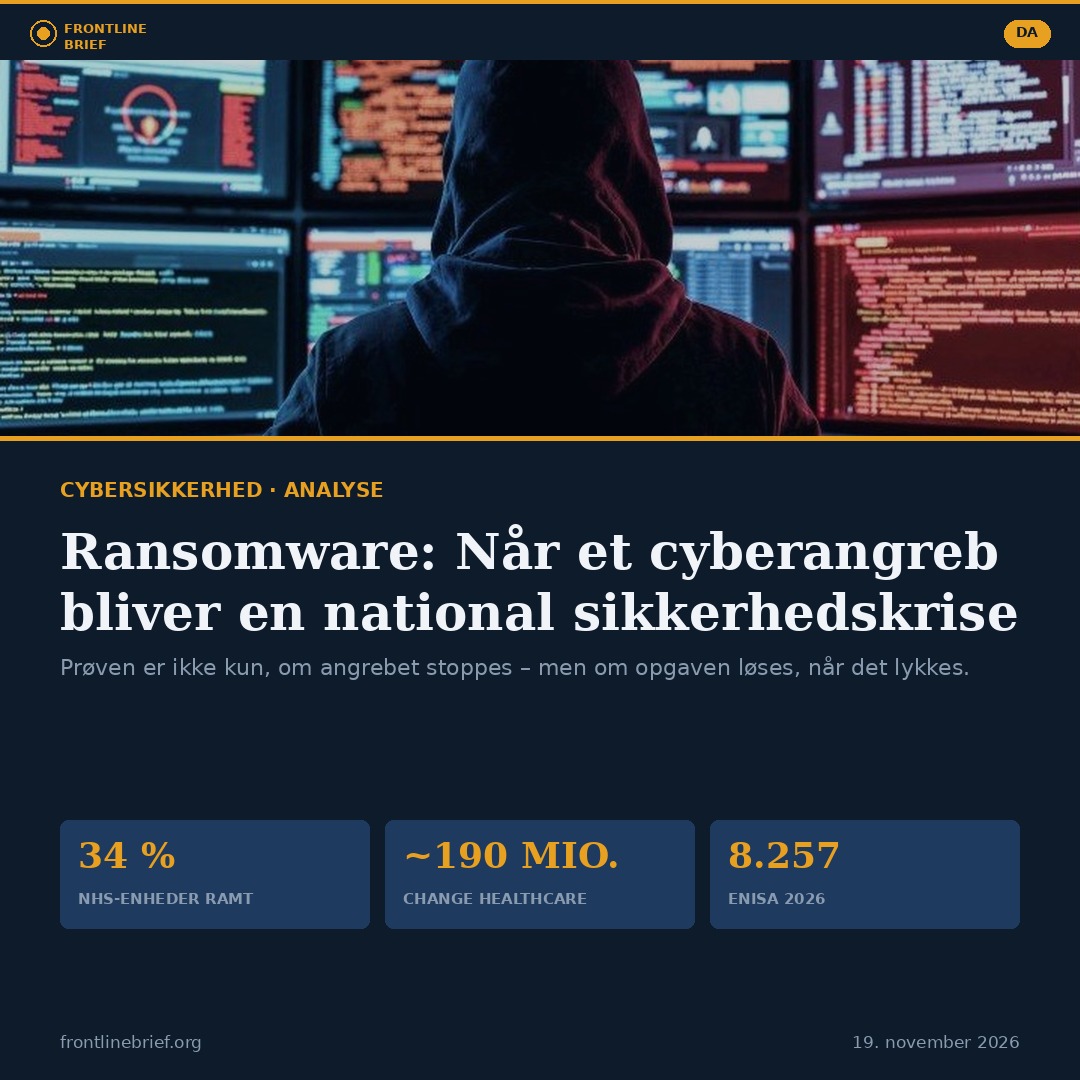 FRONTLINE
BRIEF
DA
CYBERSIKKERHED · ANALYSE
Ransomware: Når et cyberangreb
bliver en national sikkerhedskrise
Prøven er ikke kun, om angrebet stoppes – men om opgaven løses, når det lykkes.
34 %
NHS-ENHEDER RAMT
~190 MIO.
CHANGE HEALTHCARE
8.257
ENISA 2026
frontlinebrief.org
19. november 2026